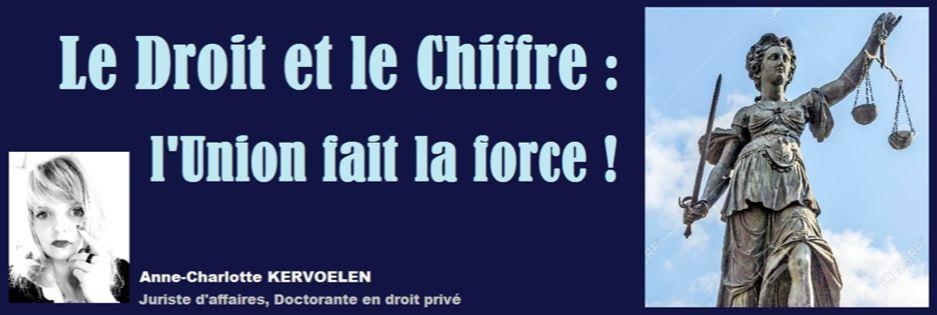 Le Droit et le Chiffre :
l'Union fait la force !
Anne-Charlotte KERVOELEN
Juriste d'affaires, Doctorante en droit privé